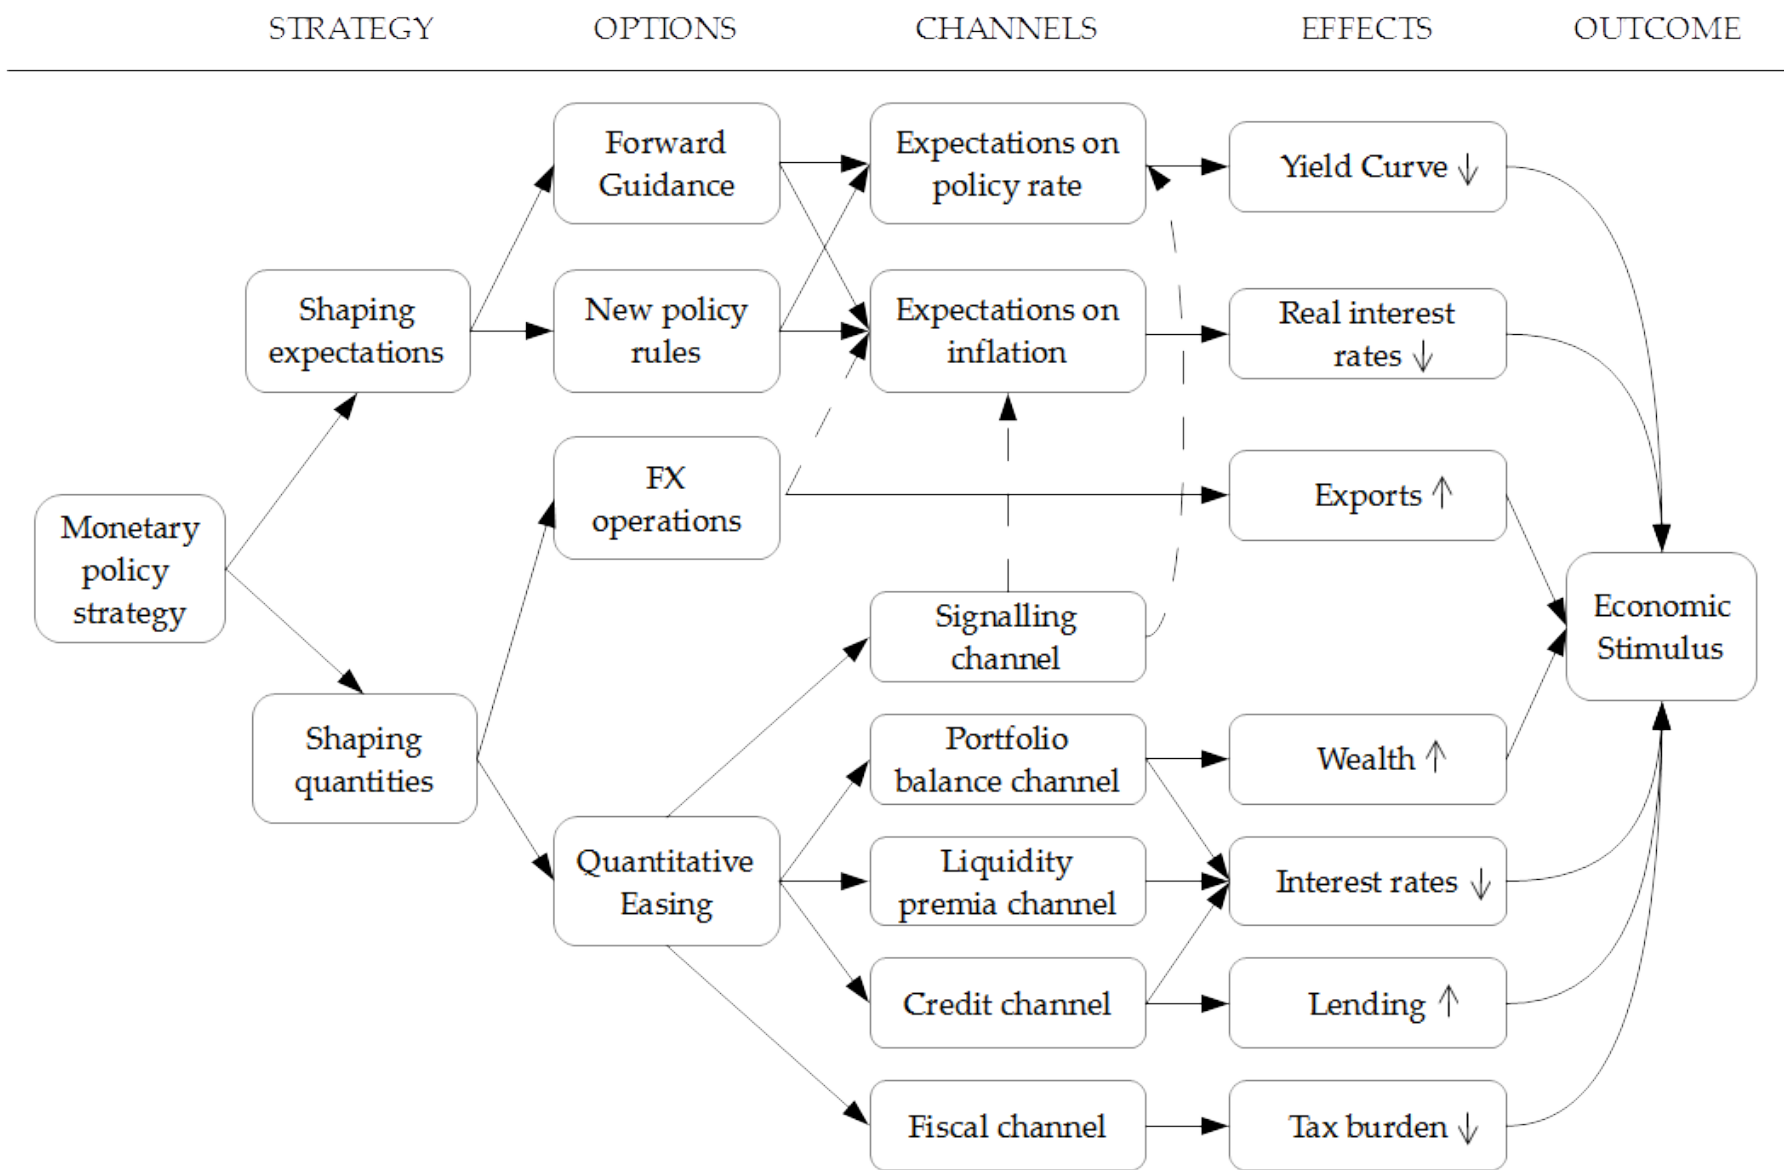 STRATEGY OPTIONS CHANNELS EFFECTS OUTCOME
Forward
Guidance
Expectations on
policy rate
Yield Curve ↓
Shaping
expectations
New policy
rules
Expectations on
inflation
Real interest
rates ↓
FX
operations
Exports ↑
Monetary
policy
strategy
Signalling
channel
Economic
Stimulus
Shaping
quantities
Portfolio
balance channel
Wealth ↑
Quantitative
Easing
Liquidity
premia channel
Interest rates ↓
Credit channel
Lending ↑
Fiscal channel
Tax burden ↓